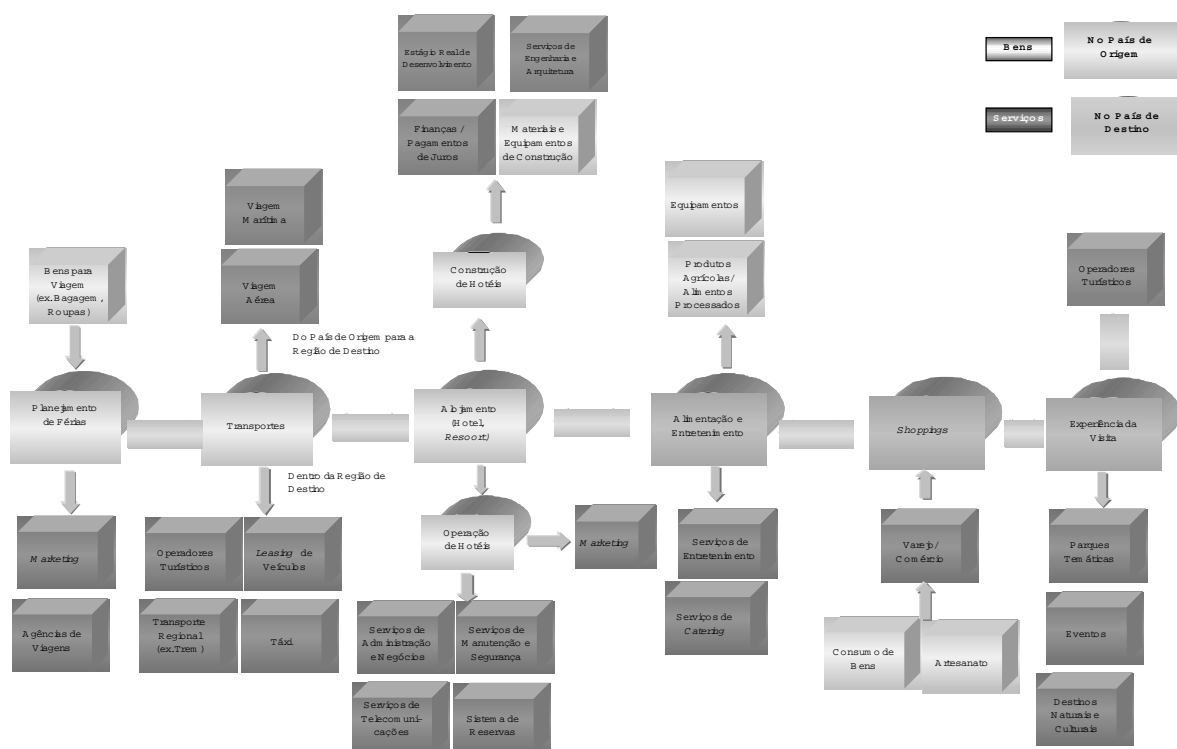 Estágio Real de
Desenvolvimento
Serviços de
Engenharia e
Arquitetura
Finanças /
Pagamentos
de Juros
Materiais e
Equipamentos
de Construção
Bens
No País de
Origem
Serviços
No País de
Destino
Viagem
Marítima
Viagem
Aérea
Bens para
Viagem
(ex.Bagagem,
Roupas)
Construção
de Hotéis
Equipamentos
Produtos
Agrícolas/
Alimentos
Processados
Operadores
Turísticos
Do País de Origem para a
Região de Destino
Planejamento
de Férias
Transportes
Alojamento
(Hotel,
Resoort)
Alimentação e
Entretenimento
Shoppings
Experiência da
Visita
Dentro da Região de
Destino
Marketing
Operadores
Turísticos
Leasing de
Veículos
Operação
de Hotéis
Marketing
Serviços de
Entretenimento
Varejo/
Comércio
Parques
Temáticas
Agências de
Viagens
Transporte
Regional
(ex.Trem)
Táxi
Serviços de
Administração
e Negócios
Serviços de
Manutenção e
Segurança
Serviços de
Catering
Consumo de
Bens
Artesanato
Eventos
Serviços de
Telecomuni-
cações
Sistema de
Reservas
Destinos
Naturais e
Culturais